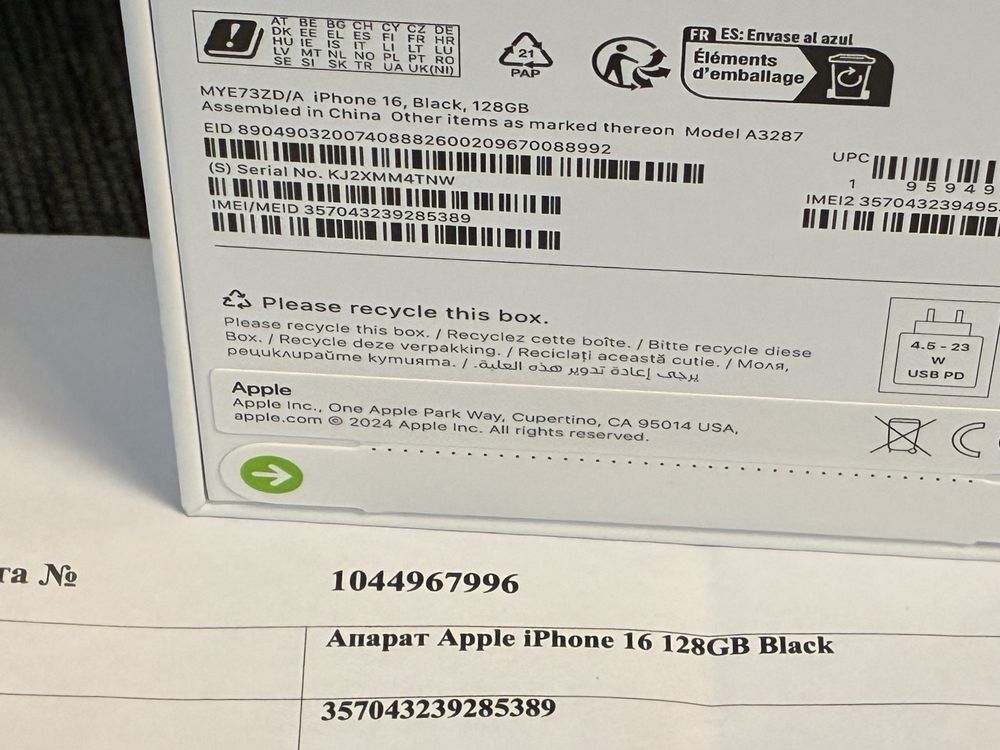 AT BE BG CH CY CZ DE
DK EE EL ES FI FR HR
HU IE IS IT LI LT LU
LV MT NL NO PL PT RO
SE SI SK TR UA UK(NI)
21
PAP
FR ES: Envase al azul
Éléments
d'emballage
MYE73ZD/A iPhone 16, Black, 128GB
Assembled in China Other items as marked thereon Model A3287
EID 89049032007408882600209670088992
UPC
1 95949
(S) Serial No. KJ2XMM4TNW
IMEI/MEID 357043239285389
IMEI2 357043239495
Please recycle this box.
Please recycle this box. / Recyclez cette boîte. / Bitte recycle diese
Box. / Recycle deze verpakking. / Reciclați această cutie. / Моля,
рециклирайте кутията. / يرجى إعادة تدوير هذه العلبة.
4.5 - 23
W
USB PD
Apple
Apple Inc., One Apple Park Way, Cupertino, CA 95014 USA,
apple.com © 2024 Apple Inc. All rights reserved.
та № 1044967996
Апарат Apple iPhone 16 128GB Black
357043239285389